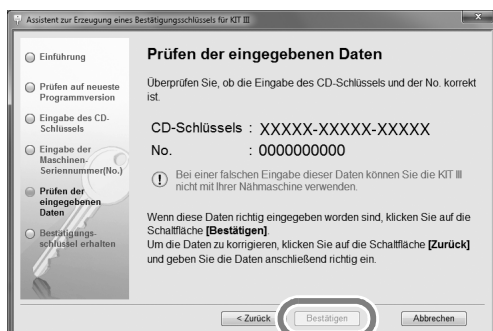 Assistent zur Erzeugung eines Bestätigungsschlüssels für KIT III
Einführung
Prüfen auf neueste
Programmversion
Eingabe des CD-
Schlüssels
Eingabe der
Maschinen-
Seriennummer(No.)
Prüfen der
eingegebenen
Daten
Bestätigungs-
schlüssel erhalten
Prüfen der eingegebenen Daten
Überprüfen Sie, ob die Eingabe des CD-Schlüssels und der No. korrekt
ist.
CD-Schlüssels : XXXXX-XXXXX-XXXXX
No. : 0000000000
Bei einer falschen Eingabe dieser Daten können Sie die KIT III
nicht mit Ihrer Nähmaschine verwenden.
Wenn diese Daten richtig eingegeben worden sind, klicken Sie auf die
Schaltfläche [Bestätigen].
Um die Daten zu korrigieren, klicken Sie auf die Schaltfläche [Zurück]
und geben Sie die Daten anschließend richtig ein.
< Zurück Bestätigen Abbrechen